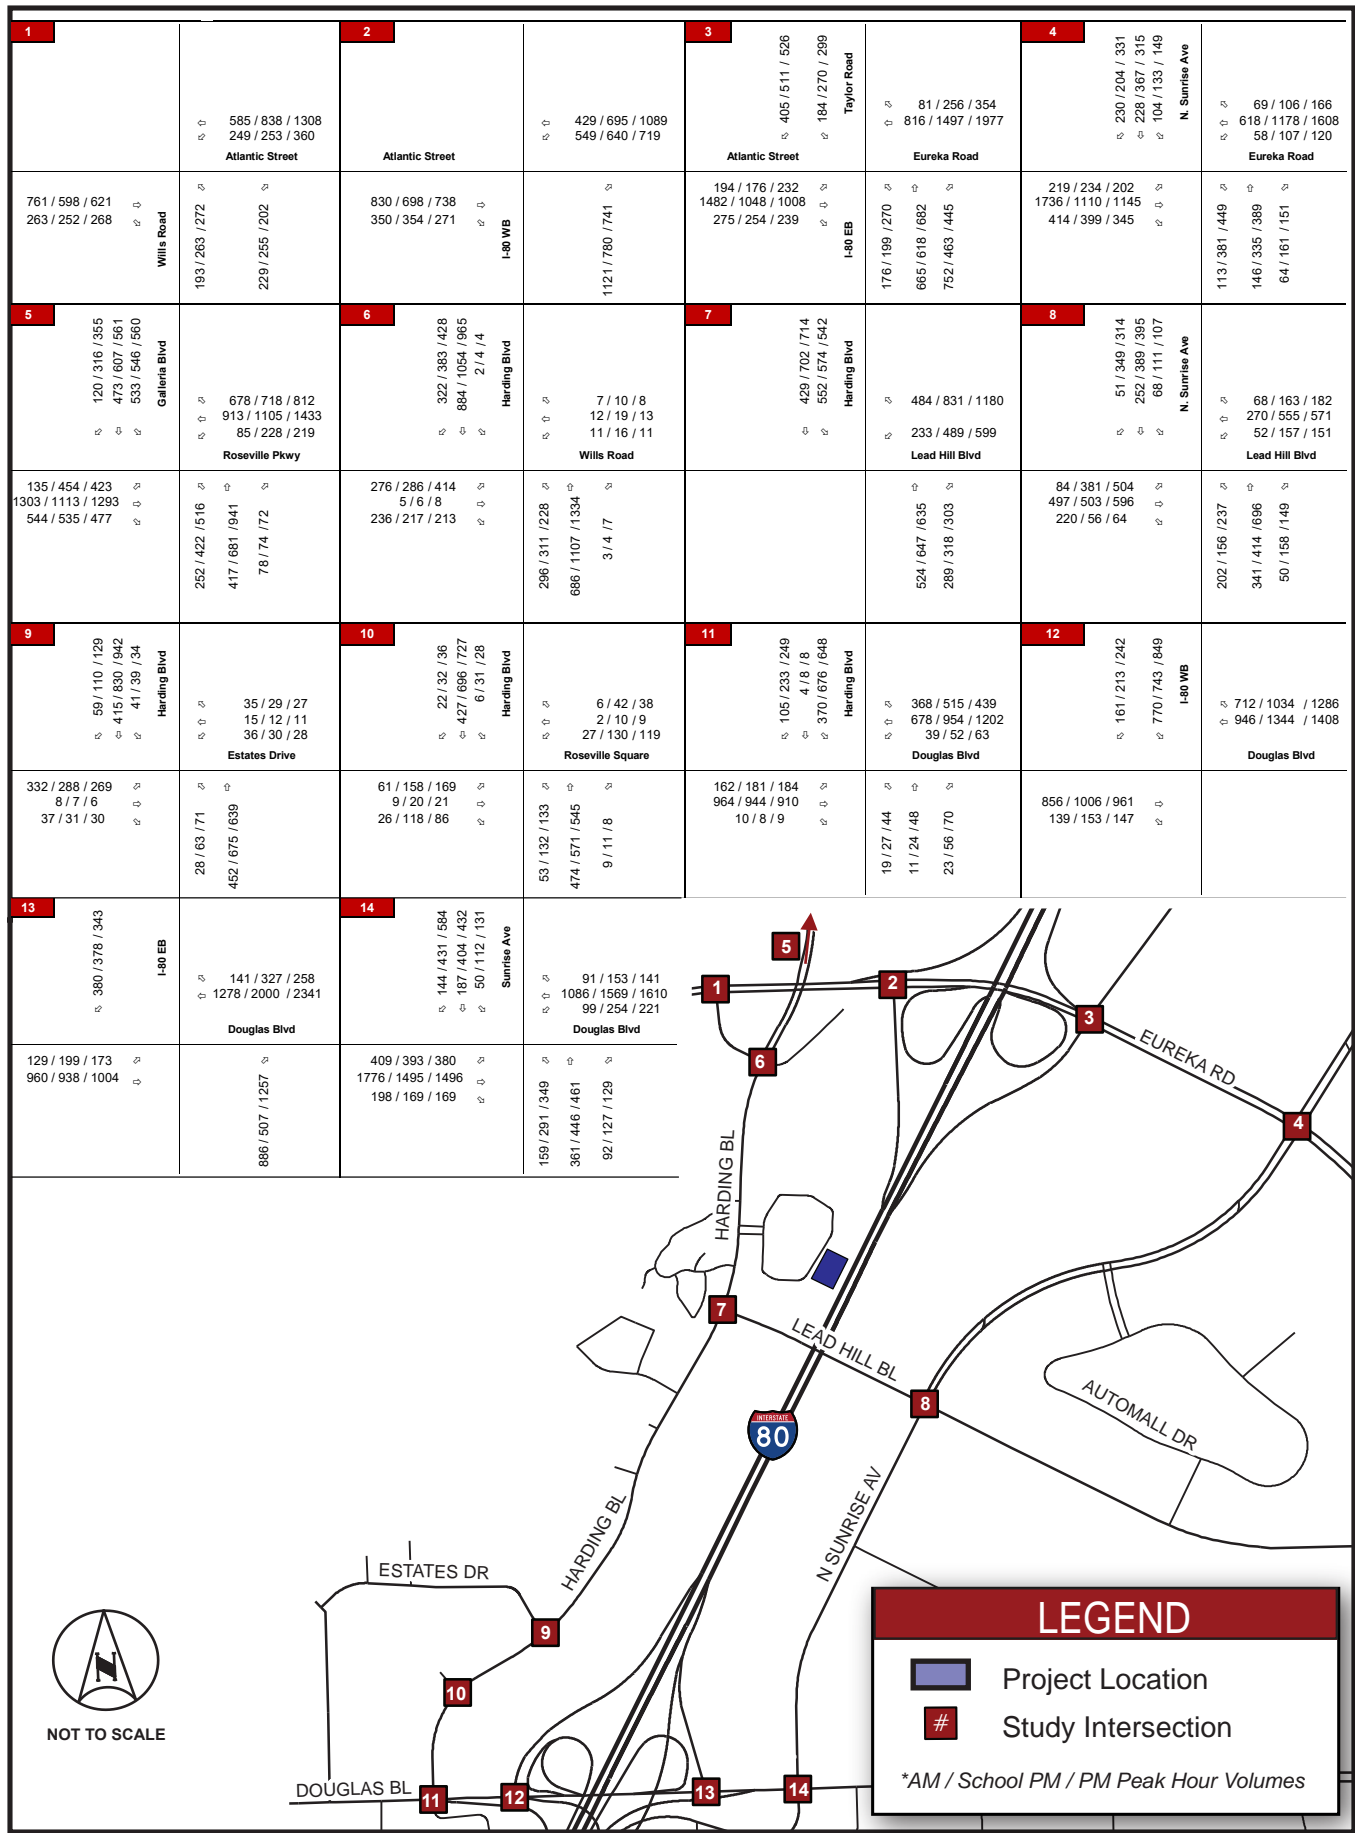 1
585 / 838 / 1308
249 / 253 / 360
Atlantic Street
761 / 598 / 621
263 / 252 / 268
Wills Road
193 / 263 / 272
229 / 255 / 202
2
429 / 695 / 1089
549 / 640 / 719
Atlantic Street
830 / 698 / 738
350 / 354 / 271
I-80 WB
1121 / 780 / 741
3
405 / 511 / 526
184 / 270 / 299
Taylor Road
81 / 256 / 354
816 / 1497 / 1977
Atlantic Street
Eureka Road
194 / 176 / 232
1482 / 1048 / 1008
275 / 254 / 239
I-80 EB
176 / 199 / 270
665 / 618 / 682
752 / 463 / 445
4
230 / 204 / 331
228 / 367 / 315
104 / 133 / 149
N. Sunrise Ave
69 / 106 / 166
618 / 1178 / 1608
58 / 107 / 120
Eureka Road
219 / 234 / 202
1736 / 1110 / 1145
414 / 399 / 345
113 / 381 / 449
146 / 335 / 389
64 / 161 / 151
5
120 / 316 / 355
473 / 607 / 561
533 / 546 / 560
Galleria Blvd
678 / 718 / 812
913 / 1105 / 1433
85 / 228 / 219
Roseville Pkwy
135 / 454 / 423
1303 / 1113 / 1293
544 / 535 / 477
252 / 422 / 516
417 / 681 / 941
78 / 74 / 72
6
322 / 383 / 428
884 / 1054 / 965
2 / 4 / 4
Harding Blvd
7 / 10 / 8
12 / 19 / 13
11 / 16 / 11
Wills Road
276 / 286 / 414
5 / 6 / 8
236 / 217 / 213
296 / 311 / 228
686 / 1107 / 1334
3 / 4 / 7
7
429 / 702 / 714
552 / 574 / 542
Harding Blvd
484 / 831 / 1180
233 / 489 / 599
Lead Hill Blvd
524 / 647 / 635
289 / 318 / 303
8
51 / 349 / 314
252 / 389 / 395
68 / 111 / 107
N. Sunrise Ave
68 / 163 / 182
270 / 555 / 571
52 / 157 / 151
Lead Hill Blvd
84 / 381 / 504
497 / 503 / 596
220 / 56 / 64
202 / 156 / 237
341 / 414 / 696
50 / 158 / 149
9
59 / 110 / 129
415 / 830 / 942
41 / 39 / 34
Harding Blvd
35 / 29 / 27
15 / 12 / 11
36 / 30 / 28
Estates Drive
332 / 288 / 269
8 / 7 / 6
37 / 31 / 30
28 / 63 / 71
452 / 675 / 639
10
22 / 32 / 36
427 / 696 / 727
6 / 31 / 28
Harding Blvd
6 / 42 / 38
2 / 10 / 9
27 / 130 / 119
Roseville Square
61 / 158 / 169
9 / 20 / 21
26 / 118 / 86
53 / 132 / 133
474 / 571 / 545
9 / 11 / 8
11
105 / 233 / 249
4 / 8 / 8
370 / 676 / 648
Harding Blvd
368 / 515 / 439
678 / 954 / 1202
39 / 52 / 63
Douglas Blvd
162 / 181 / 184
964 / 944 / 910
10 / 8 / 9
19 / 27 / 44
11 / 24 / 48
23 / 56 / 70
12
161 / 213 / 242
770 / 743 / 849
I-80 WB
712 / 1034 / 1286
946 / 1344 / 1408
Douglas Blvd
856 / 1006 / 961
139 / 153 / 147
13
380 / 378 / 343
I-80 EB
141 / 327 / 258
1278 / 2000 / 2341
Douglas Blvd
129 / 199 / 173
960 / 938 / 1004
886 / 507 / 1257
14
144 / 431 / 584
187 / 404 / 432
50 / 112 / 131
Sunrise Ave
91 / 153 / 141
1086 / 1569 / 1610
99 / 254 / 221
Douglas Blvd
409 / 393 / 380
1776 / 1495 / 1496
198 / 169 / 169
159 / 291 / 349
361 / 446 / 461
92 / 127 / 129
5
1
2
3
6
EUREKA RD
4
HARDING BL
7
LEAD HILL BL
8
AUTOMALL DR
INTERSTATE
80
N SUNRISE AV
HARDING BL
ESTATES DR
9
10
N
NOT TO SCALE
DOUGLAS BL
11
12
13
14
LEGEND
Project Location
# Study Intersection
*AM / School PM / PM Peak Hour Volumes